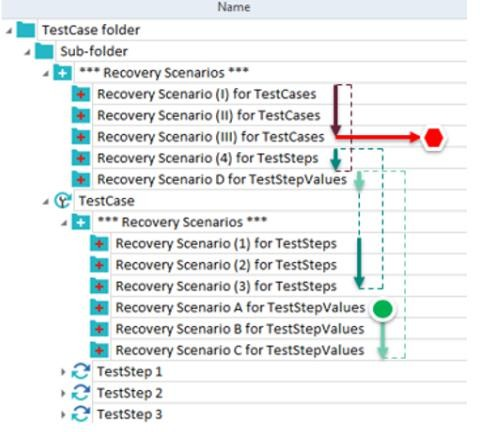 Name
TestCase folder
Sub-folder
*** Recovery Scenarios ***
Recovery Scenario (I) for TestCases
Recovery Scenario (II) for TestCases
Recovery Scenario (III) for TestCases
Recovery Scenario (4) for TestSteps
Recovery Scenario D for TestStepValues
TestCase
*** Recovery Scenarios ***
Recovery Scenario (1) for TestSteps
Recovery Scenario (2) for TestSteps
Recovery Scenario (3) for TestSteps
Recovery Scenario A for TestStepValues
Recovery Scenario B for TestStepValues
Recovery Scenario C for TestStepValues
TestStep 1
TestStep 2
TestStep 3